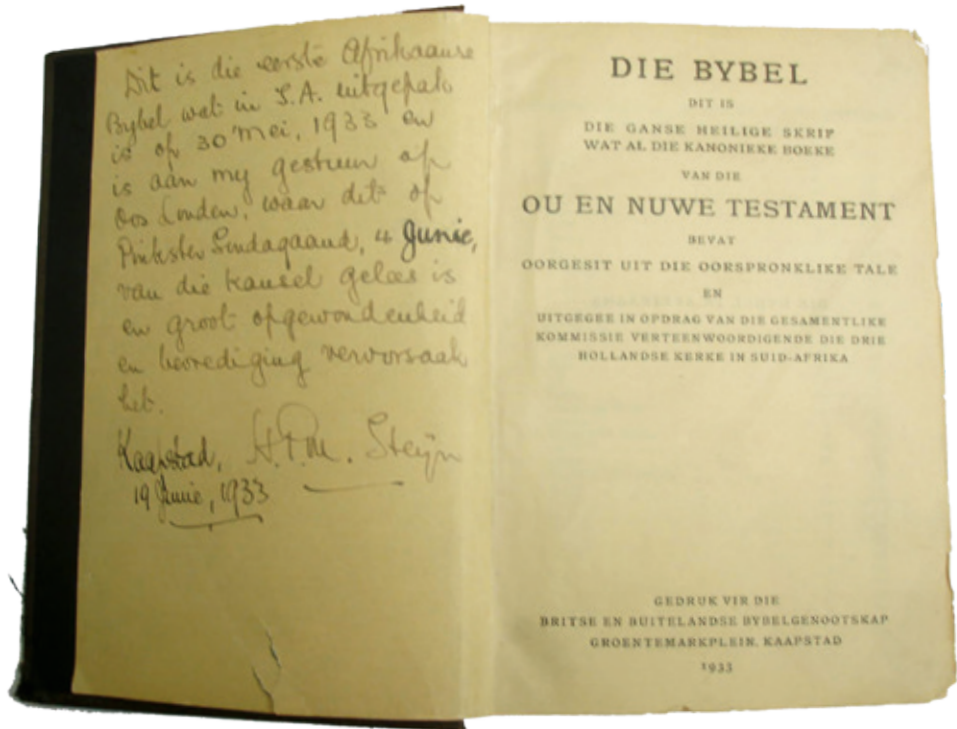 Dit is die eerste Afrikaanse
Bybel wat in S.A. uitgepak
is op 30 Mei, 1933 en
is aan my gestuur op
Oos Londen, waar dit op
Pinkster Sondagaand, 4 Junie,
van die kansel gelees is
en groot opgewondenheid
en bevrediging veroorsaak
het.
Kaapstad, H.P.M. Steyn
19 Junie, 1933
DIE BYBEL
DIT IS
DIE GANSE HEILIGE SKRIF
WAT AL DIE KANONIEKE BOEKE
VAN DIE
OU EN NUWE TESTAMENT
BEVAT
OORGESIT UIT DIE OORSPRONKLIKE TALE
EN
UITGEGEE IN OPDRAG VAN DIE GESAMENTLIKE
KOMMISSIE VERTEENWOORDIGENDE DIE DRIE
HOLLANDSE KERKE IN SUID-AFRIKA
GEDRUK VIR DIE
BRITSE EN BUITELANDSE BYBELGENOOTSKAP
GROENTEMARKPLEIN, KAAPSTAD
1933